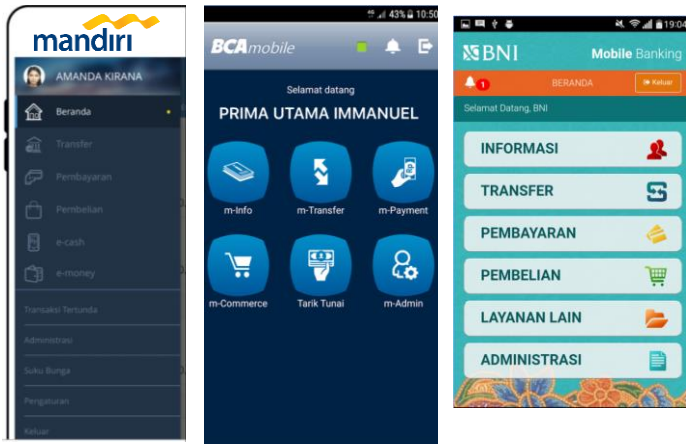 mandiri
AMANDA KIRANA
Beranda
Transfer
Pembayaran
Pembelian
e-cash
e-money
Transaksi Tertunda
Administrasi
Suku Bunga
Pengaturan
Keluar
43% 10:50
BCA mobile
Selamat datang
PRIMA UTAMA IMMANUEL
m-Info
m-Transfer
m-Payment
m-Commerce
Tarik Tunai
m-Admin
19:04
BNI Mobile Banking
1 BERANDA Keluar
Selamat Datang, BNI
INFORMASI
TRANSFER
PEMBAYARAN
PEMBELIAN
LAYANAN LAIN
ADMINISTRASI